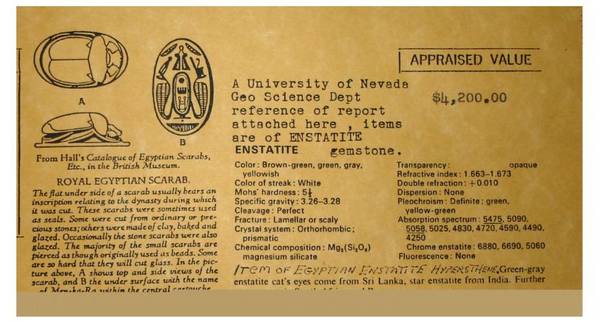 APPRAISED VALUE
$4,200.00
A University of Nevada
Geo Science Dept
reference of report
attached here items
are of ENSTATITE
gemstone.
A
B
From Hall's Catalogue of Egyptian Scarabs,
Etc., in the British Museum.
ROYAL EGYPTIAN SCARAB.
The flat under side of a scarab usually bears an
inscription relating to the dynasty during which
it was cut. These scarabs were sometimes used
as seals. Some were cut from ordinary or pre-
cious stones; others were made of clay, baked and
glazed. Occasionally the stone scarabs were also
glazed. The majority of the small scarabs are
pierced as though originally used as beads. Some
are so hard that they will cut glass. In the pic-
ture above, A shows top and side views of the
scarab, and B the under surface with the name
of Men-ka-Ra within the central cartouche
ENSTATITE
Color: Brown-green, green, gray,
yellowish
Color of streak: White
Mohs' hardness: 5½
Specific gravity: 3.26–3.28
Cleavage: Perfect
Fracture: Lamellar or scaly
Crystal system: Orthorhombic;
prismatic
Chemical composition: Mg₂(Si₂O₆)
magnesium silicate
Transparency: opaque
Refractive index: 1.663–1.673
Double refraction: +0.010
Dispersion: None
Pleochroism: Definite; green,
yellow-green
Absorption spectrum: 5475, 5090,
5058, 5025, 4830, 4720, 4590, 4490,
4250
Chrome enstatite: 6880, 6690, 5060
Fluorescence: None
ITEM OF EGYPTIAN ENSTATITE HYPERSTHENE, Green-gray
enstatite cat's eyes come from Sri Lanka, star enstatite from India. Further